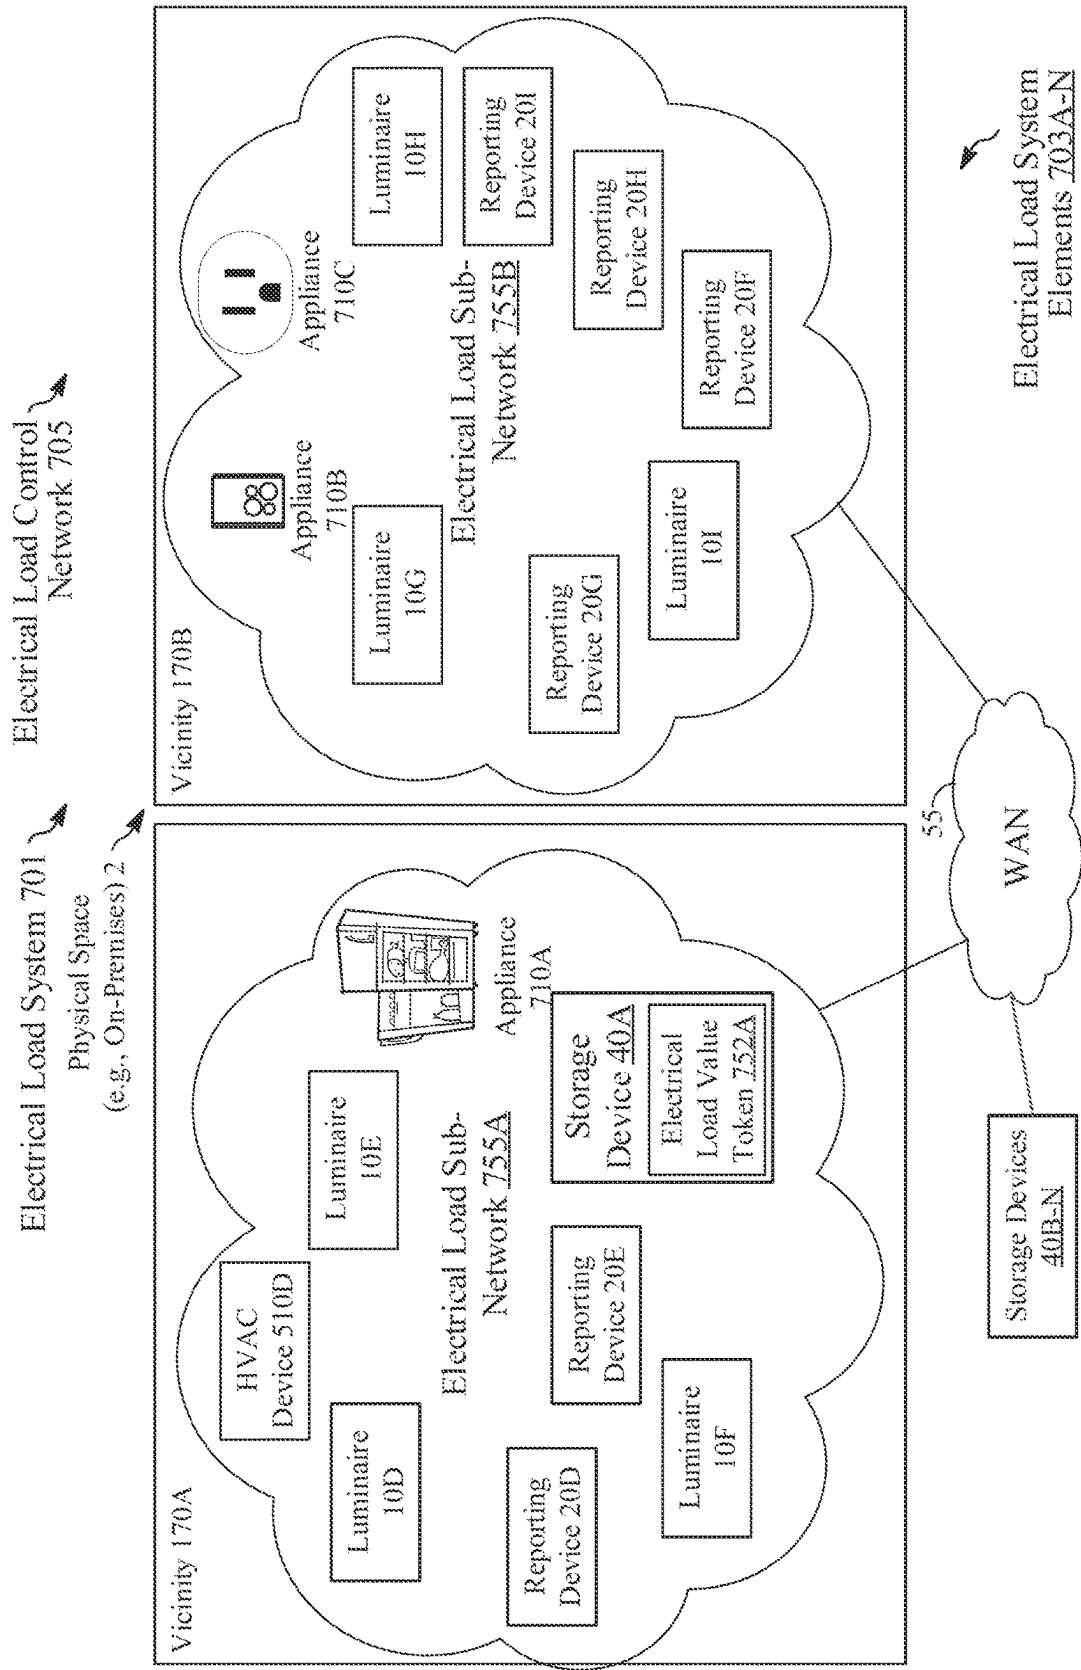 Electrical Load System 701
Physical Space
(e.g., On-Premises) 2
Electrical Load Control
Network 705
Vicinity 170A
HVAC
Device 510D
Luminaire
10D
Luminaire
10E
Appliance
710A
Electrical Load Sub-
Network 755A
Reporting
Device 20D
Reporting
Device 20E
Storage
Device 40A
Electrical
Load Value
Token 752A
Luminaire
10F
Vicinity 170B
Appliance
710B
Appliance
710C
Luminaire
10G
Luminaire
10H
Electrical Load Sub-
Network 755B
Reporting
Device 20I
Reporting
Device 20G
Reporting
Device 20H
Luminaire
10I
Reporting
Device 20F
55
WAN
Storage Devices
40B-N
Electrical Load System
Elements 703A-N